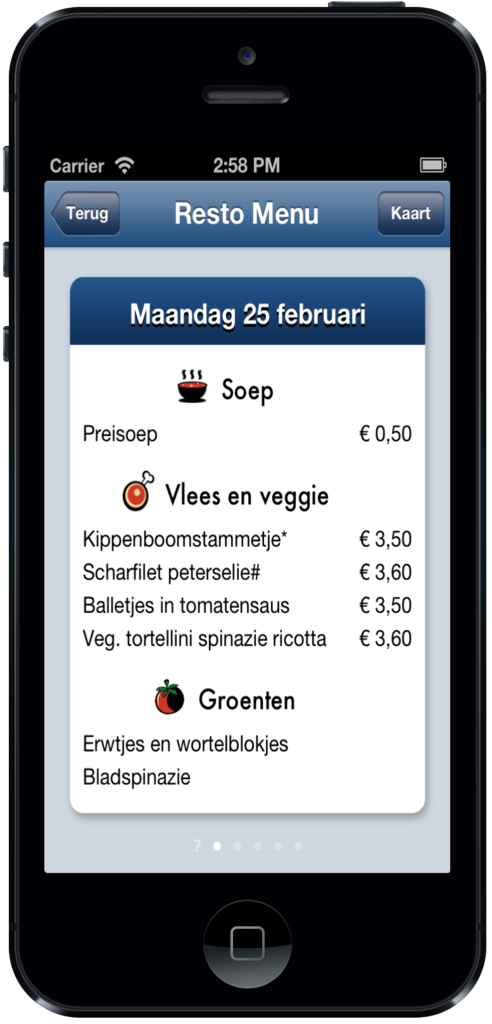 Carrier 2:58 PM
Terug Resto Menu Kaart
Maandag 25 februari
Soep
Preisoep € 0,50
Vlees en veggie
Kippenboomstammetje* € 3,50
Scharfilet peterselie# € 3,60
Balletjes in tomatensaus € 3,50
Veg. tortellini spinazie ricotta € 3,60
Groenten
Erwtjes en wortelblokjes
Bladspinazie
?